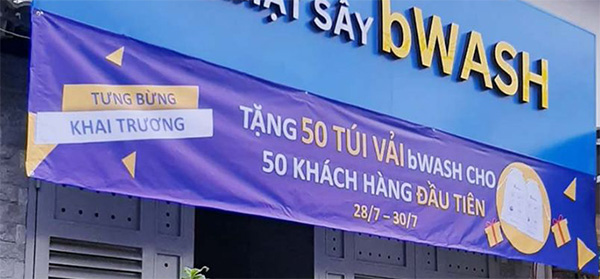 SẤY bWASH
TƯNG BỪNG
KHAI TRƯƠNG
TẶNG 50 TÚI VẢI bWASH CHO
50 KHÁCH HÀNG ĐẦU TIÊN
28/7 – 30/7